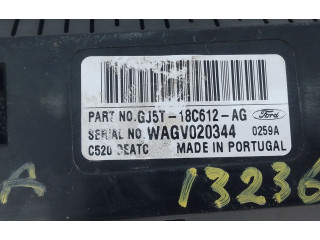 PART NO. GJ5T-18C612-AG Ford
SERIAL NO. WAGV020344 0259A
C520 DEATC MADE IN PORTUGAL
A 13236